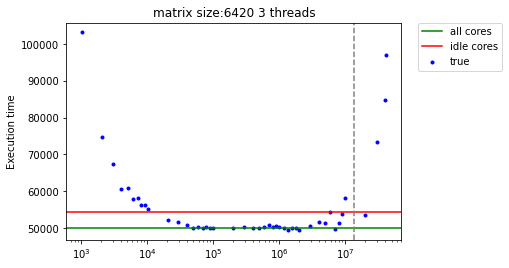 matrix size:6420 3 threads
all cores
idle cores
true
Execution time
100000
90000
80000
70000
60000
50000
10³
10⁴
10⁵
10⁶
10⁷